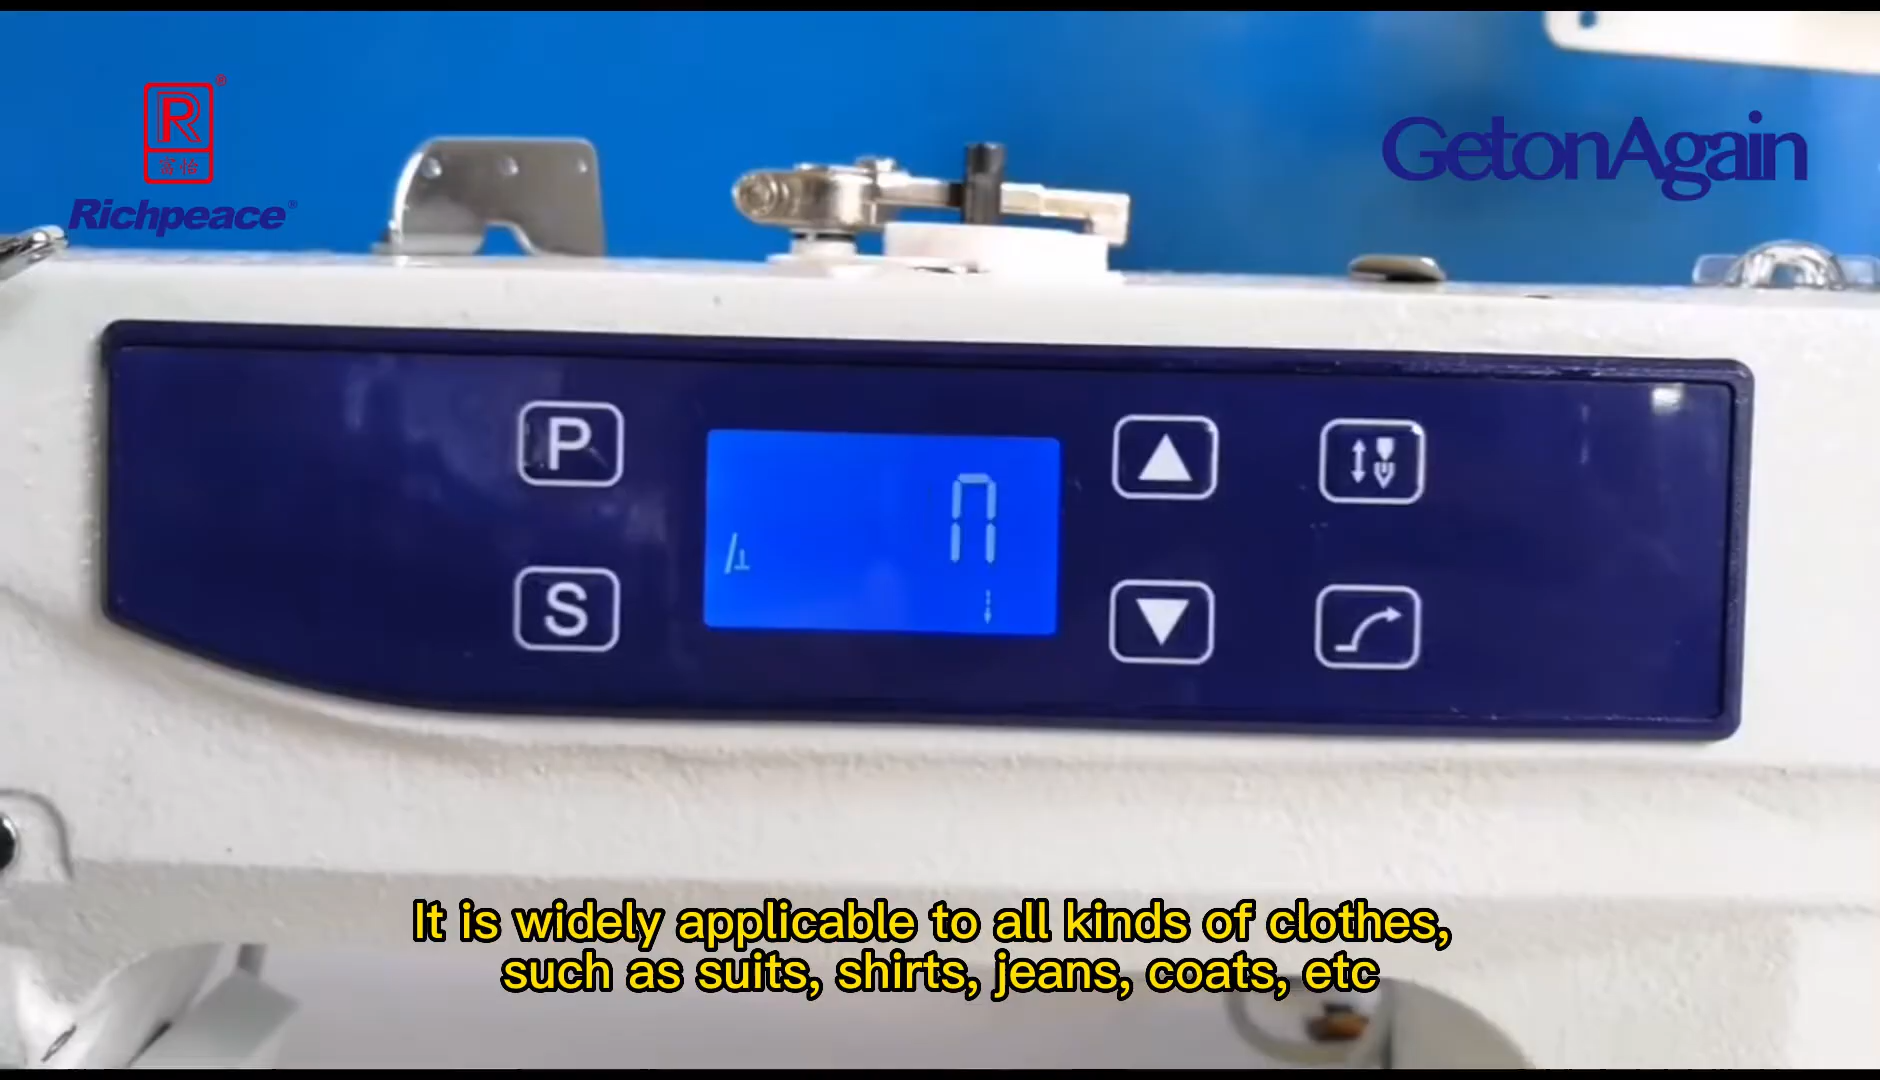 R®
富怡
Richpeace®
GetonAgain
P
S
It is widely applicable to all kinds of clothes,
such as suits, shirts, jeans, coats, etc